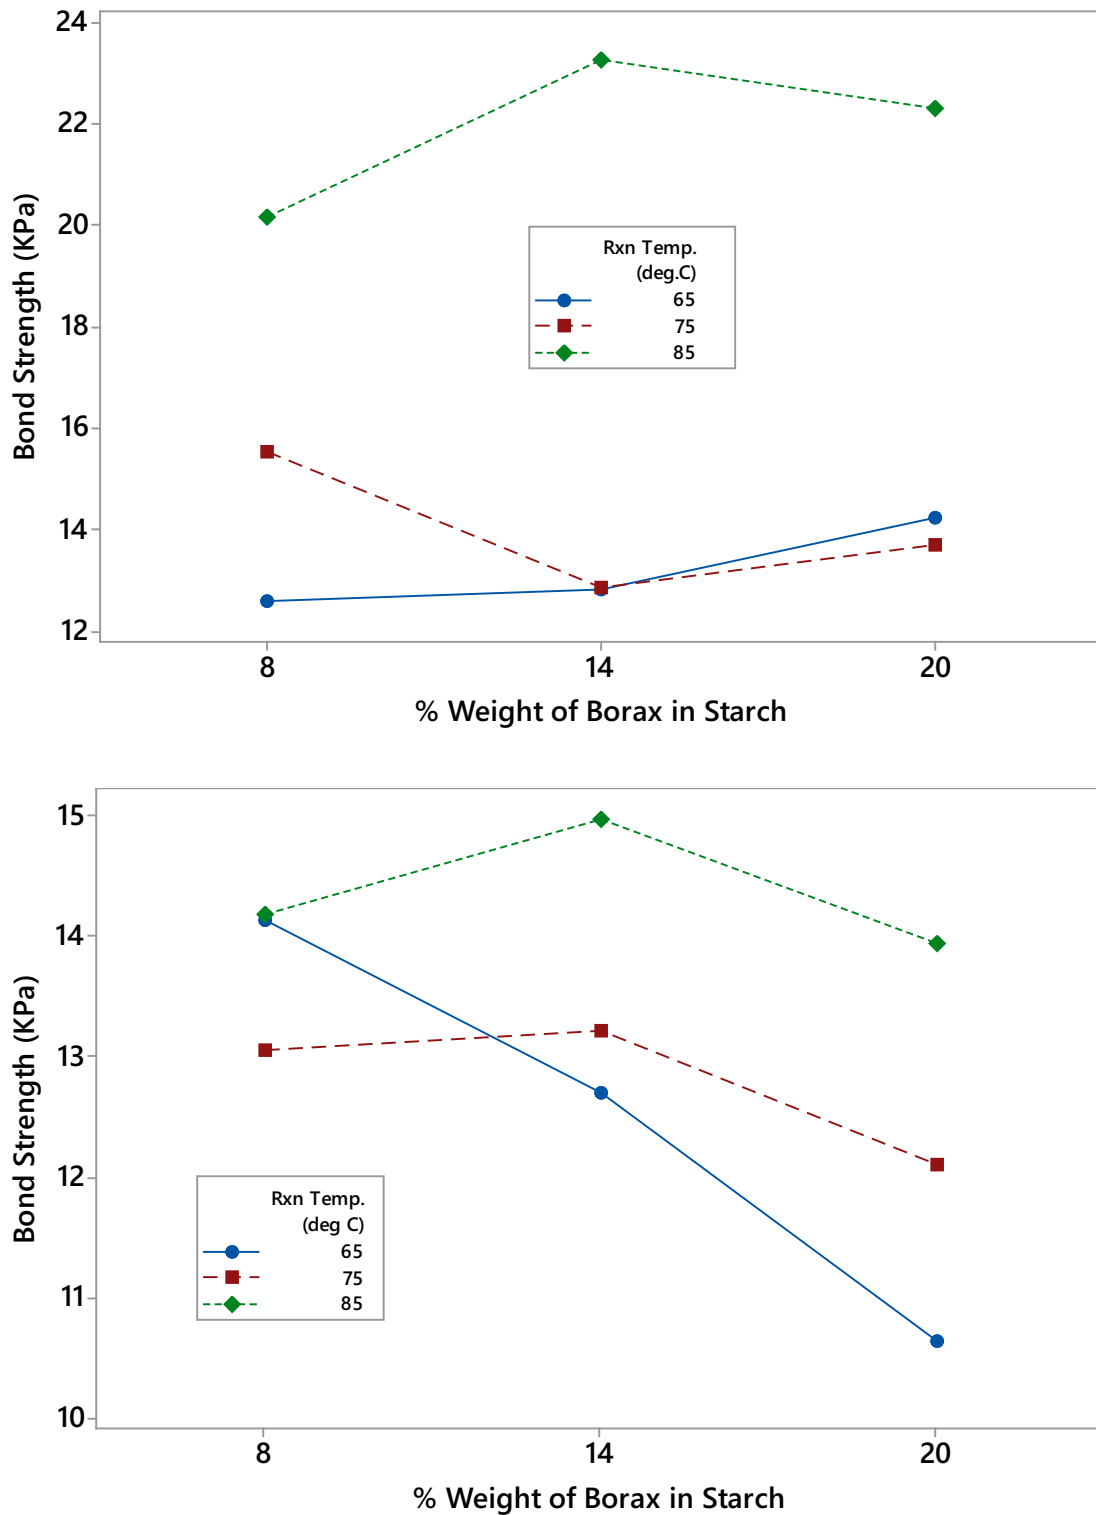 24
22
20
18
16
14
12
Bond Strength (KPa)
Rxn Temp.
(deg.C)
65
75
85
8 14 20
% Weight of Borax in Starch
15
14
13
12
11
10
Bond Strength (KPa)
Rxn Temp.
(deg C)
65
75
85
8 14 20
% Weight of Borax in Starch